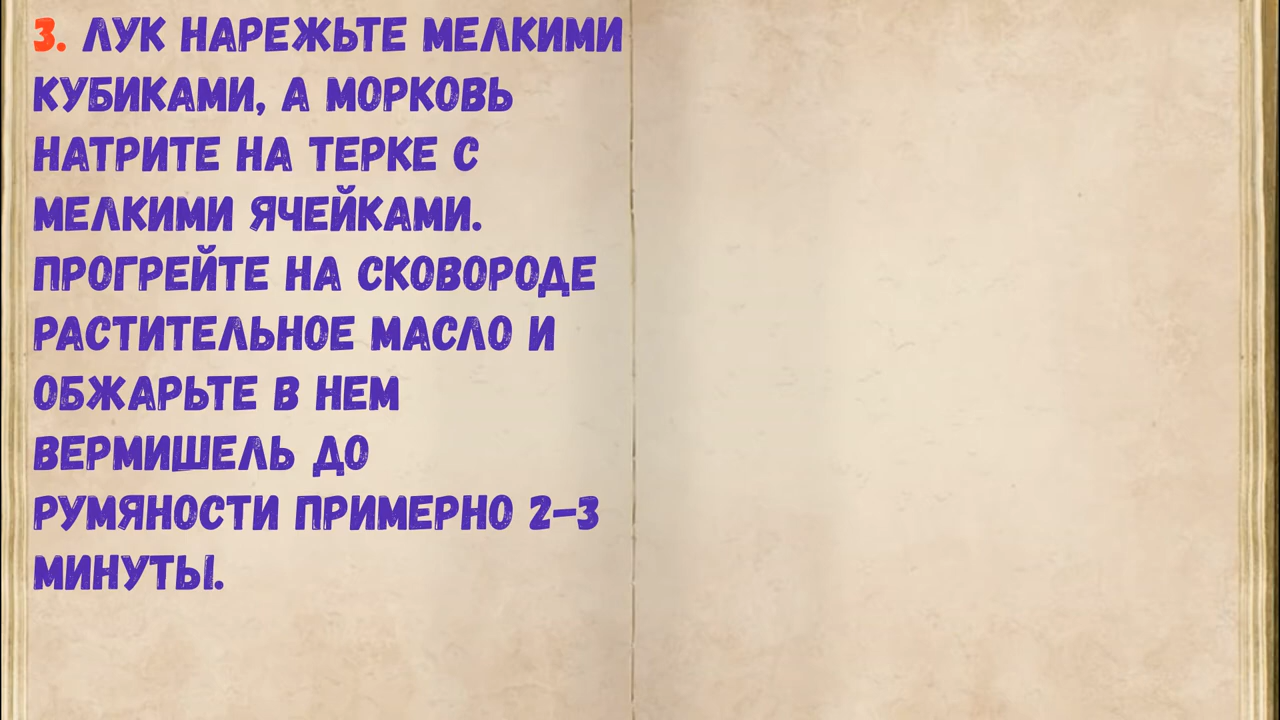 3. ЛУК НАРЕЖЬТЕ МЕЛКИМИ
КУБИКАМИ, А МОРКОВЬ
НАТРИТЕ НА ТЕРКЕ С
МЕЛКИМИ ЯЧЕЙКАМИ.
ПРОГРЕЙТЕ НА СКОВОРОДЕ
РАСТИТЕЛЬНОЕ МАСЛО И
ОБЖАРЬТЕ В НЕМ
ВЕРМИШЕЛЬ ДО
РУМЯНОСТИ ПРИМЕРНО 2–3
МИНУТЫ.